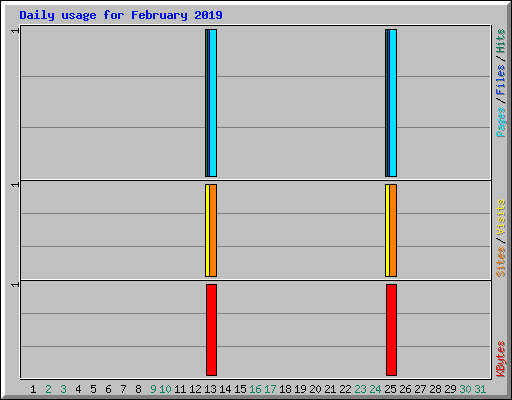 Daily usage for February 2019
1
1
1
Pages / Files / Hits
Sites / Visits
KBytes
1 2 3 4 5 6 7 8 9 10 11 12 13 14 15 16 17 18 19 20 21 22 23 24 25 26 27 28 29 30 31